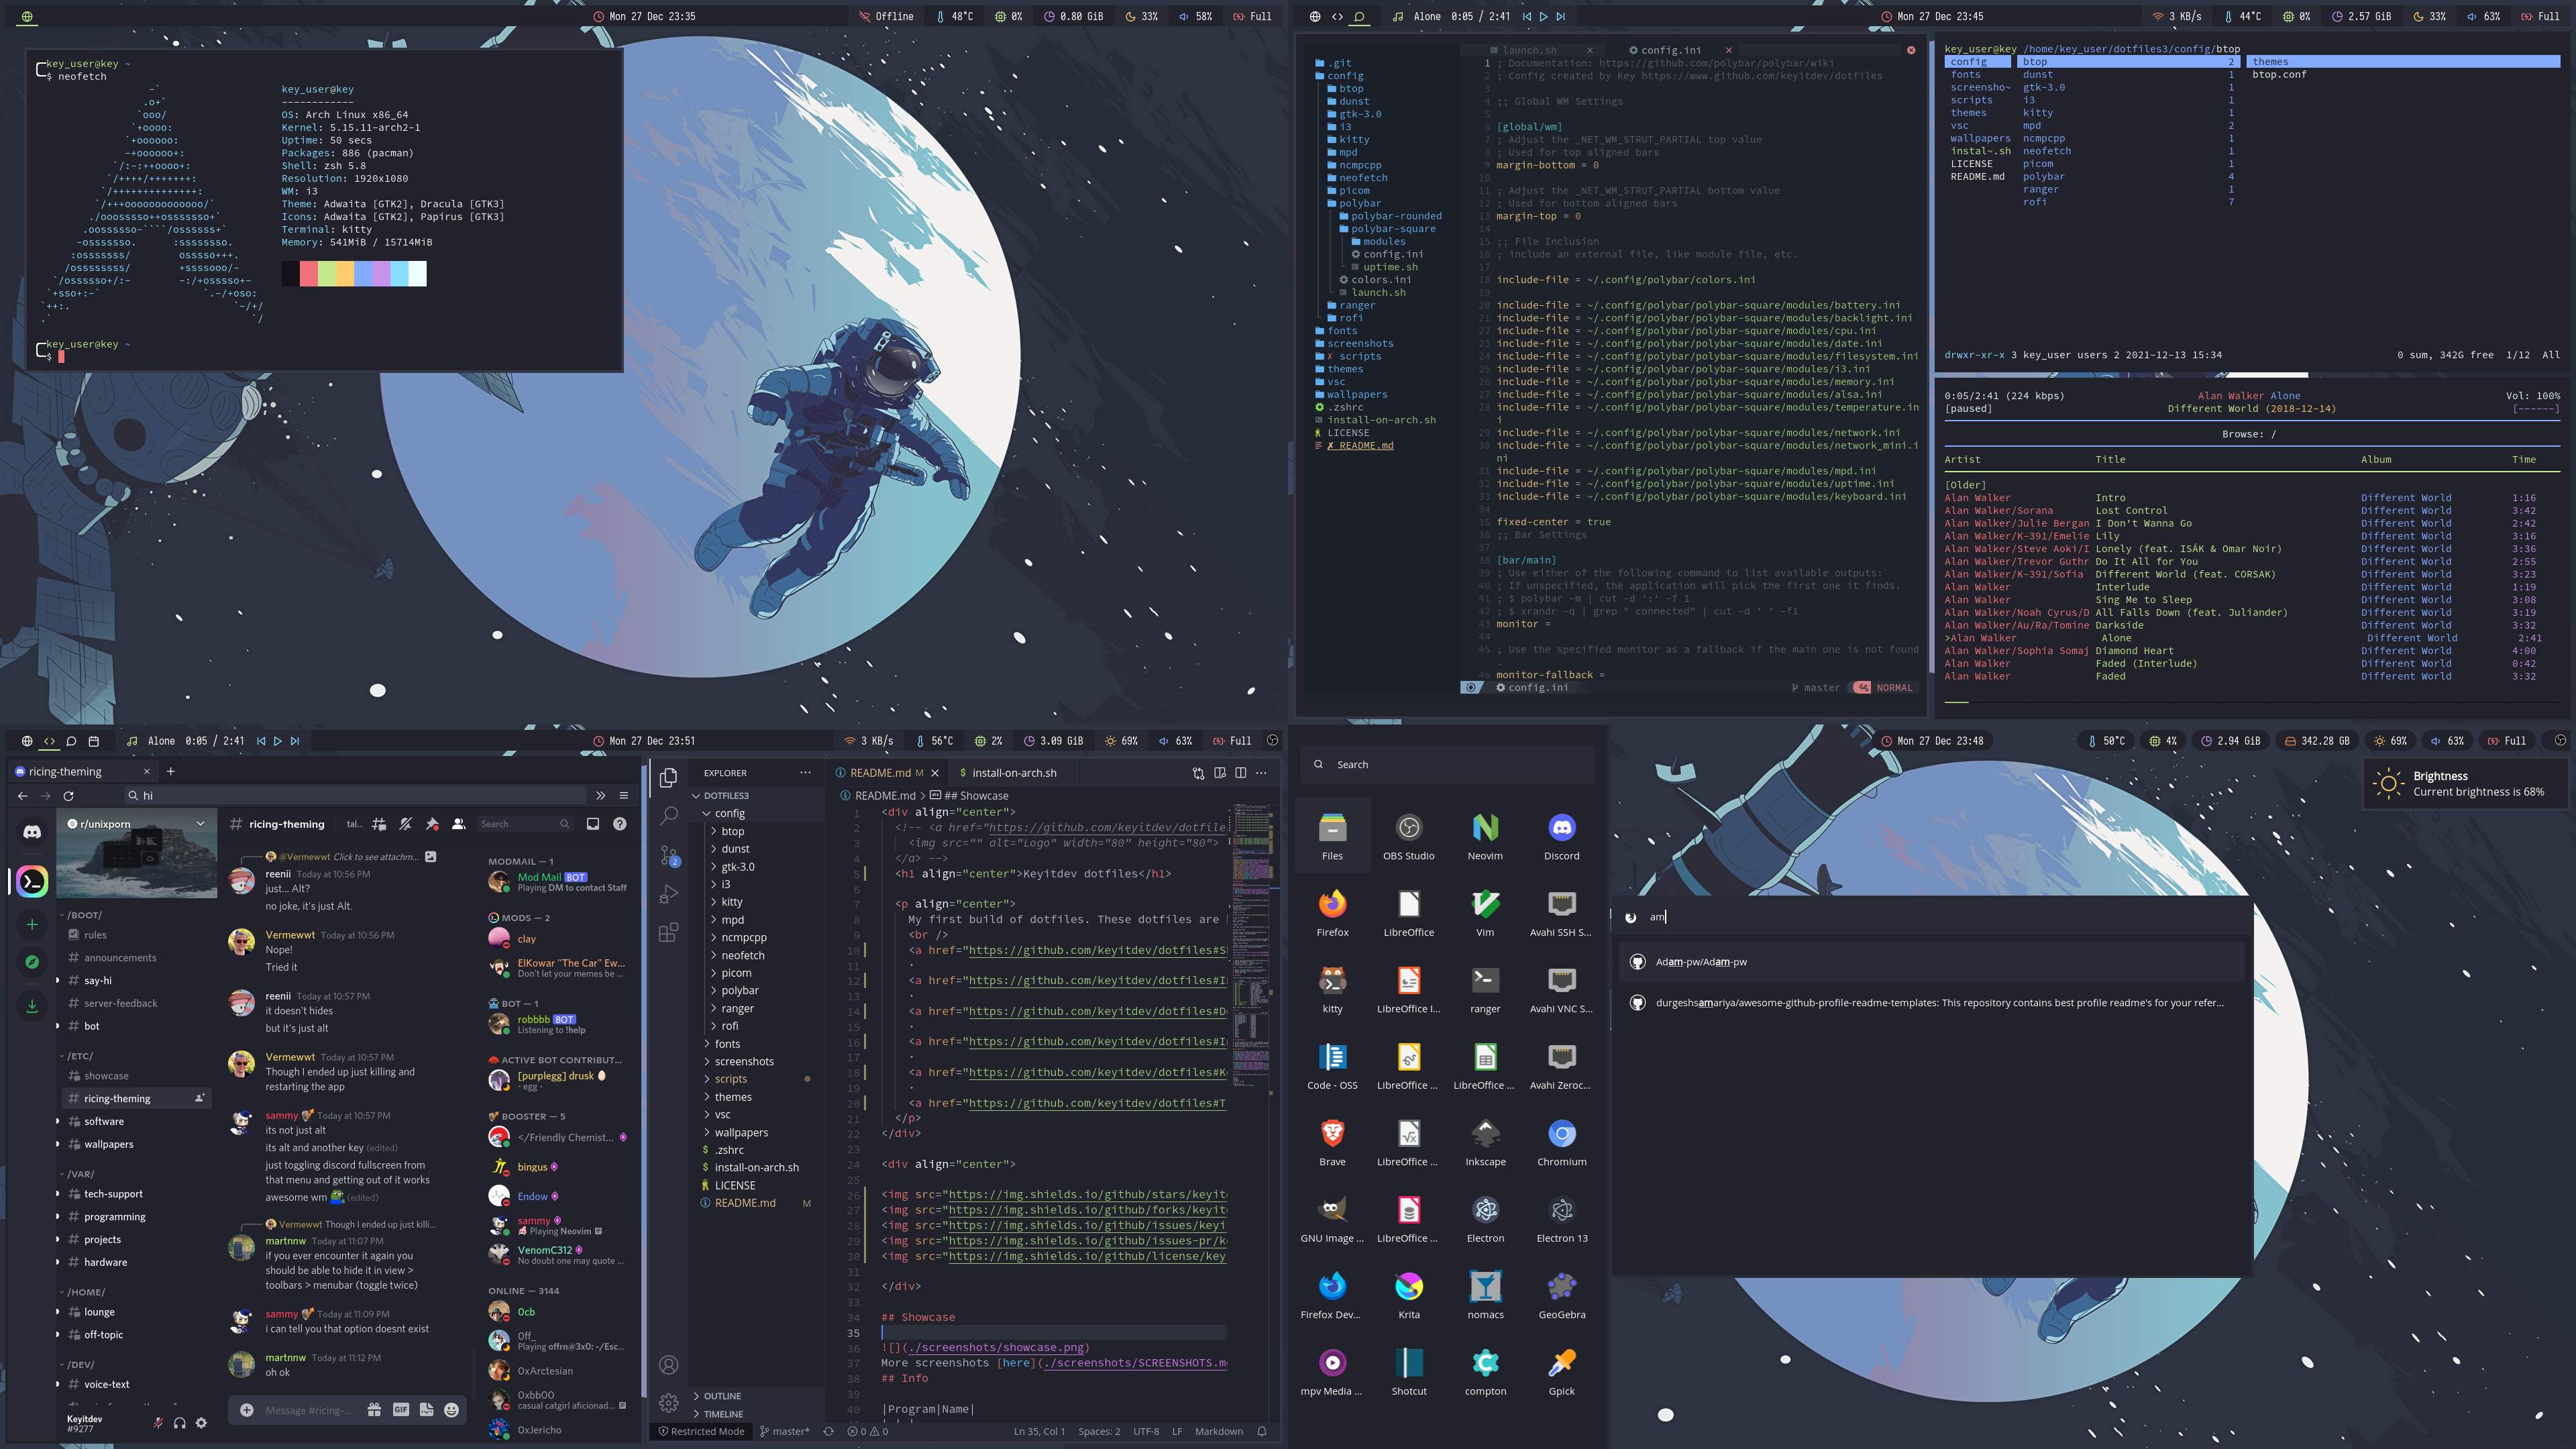 Mon 27 Dec 23:35
Offline 48°C 0% 0.80 GiB 33% 58% Full
key_user@key ~
$ neofetch
key_user@key
------------
OS: Arch Linux x86_64
Kernel: 5.15.11-arch2-1
Uptime: 50 secs
Packages: 886 (pacman)
Shell: zsh 5.8
Resolution: 1920x1080
WM: i3
Theme: Adwaita [GTK2], Dracula [GTK3]
Icons: Adwaita [GTK2], Papirus [GTK3]
Terminal: kitty
Memory: 541MiB / 15714MiB
key_user@key ~
$
Alone 0:05 / 2:41
Mon 27 Dec 23:45
3 KB/s 44°C 0% 2.57 GiB 33% 63% Full
launch.sh
config.ini
.git
config
btop
dunst
gtk-3.0
i3
kitty
mpd
ncmpcpp
neofetch
picom
polybar
polybar-rounded
polybar-square
modules
config.ini
uptime.sh
colors.ini
launch.sh
ranger
rofi
fonts
screenshots
✗ scripts
themes
vsc
wallpapers
.zshrc
install-on-arch.sh
LICENSE
✗ README.md
1 ; Documentation: https://github.com/polybar/polybar/wiki
2 ; Config created by Key https://www.github.com/keyitdev/dotfiles
3
4 ;; Global WM Settings
5
6 [global/wm]
7 ; Adjust the _NET_WM_STRUT_PARTIAL top value
8 ; Used for top aligned bars
9 margin-bottom = 0
10
11 ; Adjust the _NET_WM_STRUT_PARTIAL bottom value
12 ; Used for bottom aligned bars
13 margin-top = 0
14
15 ;; File Inclusion
16 ; include an external file, like module file, etc.
17
18 include-file = ~/.config/polybar/colors.ini
19
20 include-file = ~/.config/polybar/polybar-square/modules/battery.ini
21 include-file = ~/.config/polybar/polybar-square/modules/backlight.ini
22 include-file = ~/.config/polybar/polybar-square/modules/cpu.ini
23 include-file = ~/.config/polybar/polybar-square/modules/date.ini
24 include-file = ~/.config/polybar/polybar-square/modules/filesystem.ini
25 include-file = ~/.config/polybar/polybar-square/modules/i3.ini
26 include-file = ~/.config/polybar/polybar-square/modules/memory.ini
27 include-file = ~/.config/polybar/polybar-square/modules/alsa.ini
28 include-file = ~/.config/polybar/polybar-square/modules/temperature.in
i
29 include-file = ~/.config/polybar/polybar-square/modules/network.ini
30 include-file = ~/.config/polybar/polybar-square/modules/network_mini.i
ni
31 include-file = ~/.config/polybar/polybar-square/modules/mpd.ini
32 include-file = ~/.config/polybar/polybar-square/modules/uptime.ini
33 include-file = ~/.config/polybar/polybar-square/modules/keyboard.ini
34
35 fixed-center = true
36 ;; Bar Settings
37
38 [bar/main]
39 ; Use either of the following command to list available outputs:
40 ; If unspecified, the application will pick the first one it finds.
41 ; $ polybar -m | cut -d ':' -f 1
42 ; $ xrandr -q | grep " connected" | cut -d ' ' -f1
43 monitor =
44
45 ; Use the specified monitor as a fallback if the main one is not found
.
46 monitor-fallback =
config.ini
master NORMAL
key_user@key /home/key_user/dotfiles3/config/btop
config btop 2 themes
fonts dunst 1 btop.conf
screensho~ gtk-3.0 1
scripts i3 1
themes kitty 1
vsc mpd 2
wallpapers ncmpcpp 1
instal~.sh neofetch 1
LICENSE picom 1
README.md polybar 4
ranger 1
rofi 7
drwxr-xr-x 3 key_user users 2 2021-12-13 15:34 0 sum, 342G free 1/12 All
0:05/2:41 (224 kbps) Alan Walker Alone Vol: 100%
[paused] Different World (2018-12-14) [------]
Browse: /
Artist Title Album Time
[Older]
Alan Walker Intro Different World 1:16
Alan Walker/Sorana Lost Control Different World 3:42
Alan Walker/Julie Bergan I Don't Wanna Go Different World 2:42
Alan Walker/K-391/Emelie Lily Different World 3:16
Alan Walker/Steve Aoki/I Lonely (feat. ISÁK & Omar Noir) Different World 3:36
Alan Walker/Trevor Guthr Do It All for You Different World 2:55
Alan Walker/K-391/Sofia Different World (feat. CORSAK) Different World 3:23
Alan Walker Interlude Different World 1:19
Alan Walker Sing Me to Sleep Different World 3:08
Alan Walker/Noah Cyrus/D All Falls Down (feat. Juliander) Different World 3:19
Alan Walker/Au/Ra/Tomine Darkside Different World 3:32
>Alan Walker Alone Different World 2:41
Alan Walker/Sophia Somaj Diamond Heart Different World 4:00
Alan Walker Faded (Interlude) Different World 0:42
Alan Walker Faded Different World 3:32
Alone 0:05 / 2:41
Mon 27 Dec 23:51
3 KB/s 56°C 2% 3.09 GiB 69% 63% Full
ricing-theming
hi
r/unixporn
/BOOT/
rules
announcements
say-hi
server-feedback
bot
/ETC/
showcase
ricing-theming
software
wallpapers
/VAR/
tech-support
programming
projects
hardware
/HOME/
lounge
off-topic
/DEV/
voice-text
Keyitdev
#9277
ricing-theming tal...
Search
@Vermewwt Click to see attachm...
reenii Today at 10:56 PM
just... Alt?
no joke, it's just Alt.
Vermewwt Today at 10:56 PM
Nope!
Tried it
reenii Today at 10:57 PM
it doesn't hides
but it's just alt
Vermewwt Today at 10:57 PM
Though I ended up just killing and
restarting the app
sammy Today at 10:57 PM
its not just alt
its alt and another key (edited)
just toggling discord fullscreen from
that menu and getting out of it works
awesome wm (edited)
Vermewwt Though I ended up just killi...
martnnw Today at 11:07 PM
if you ever encounter it again you
should be able to hide it in view >
toolbars > menubar (toggle twice)
sammy Today at 11:09 PM
i can tell you that option doesnt exist
martnnw Today at 11:12 PM
oh ok
Message #ricing-...
GIF
MODMAIL — 1
Mod Mail BOT
Playing DM to contact Staff
MODS — 2
clay
ElKowar "The Car" Ew...
Don't let your memes be ...
BOT — 1
robbbb BOT
Listening to !help
ACTIVE BOT CONTRIBUT...
[purplegg] drusk
- egg -
BOOSTER — 5
</Friendly Chemist...
bingus
Endow
sammy
Playing Neovim
VenomC312
No doubt one may quote ...
ONLINE — 3144
0cb
0ff_
Playing offrn@3x0: -/Esc...
0xArctesian
0xbb00
casual catgirl aficionad...
0xJericho
EXPLORER
DOTFILES3
config
btop
dunst
gtk-3.0
i3
kitty
mpd
ncmpcpp
neofetch
picom
polybar
ranger
rofi
fonts
screenshots
scripts
themes
vsc
wallpapers
.zshrc
install-on-arch.sh
LICENSE
README.md M
OUTLINE
TIMELINE
README.md M
install-on-arch.sh
README.md > ## Showcase
1 <div align="center">
2 <!-- <a href="https://github.com/keyitdev/dotfile
3 <img src="" alt="Logo" width="80" height="80">
4 </a> -->
5 <h1 align="center">Keyitdev dotfiles</h1>
6
7 <p align="center">
8 My first build of dotfiles. These dotfiles are
9 <br />
10 <a href="https://github.com/keyitdev/dotfiles#S
11 ·
12 <a href="https://github.com/keyitdev/dotfiles#In
13 ·
14 <a href="https://github.com/keyitdev/dotfiles#D
15 ·
16 <a href="https://github.com/keyitdev/dotfiles#In
17 ·
18 <a href="https://github.com/keyitdev/dotfiles#K
19 ·
20 <a href="https://github.com/keyitdev/dotfiles#T
21 </p>
22 </div>
23
24 <div align="center">
25
26 <img src="https://img.shields.io/github/stars/keyit
27 <img src="https://img.shields.io/github/forks/keyit
28 <img src="https://img.shields.io/github/issues/keyi
29 <img src="https://img.shields.io/github/issues-pr/k
30 <img src="https://img.shields.io/github/license/key
31
32 </div>
33
34 ## Showcase
35
36 ![](./screenshots/showcase.png)
37 More screenshots [here](./screenshots/SCREENSHOTS.m
38 ## Info
39
40 |Program|Name|
Restricted Mode master* 0 0 Ln 35, Col 1 Spaces: 2 UTF-8 LF Markdown
Mon 27 Dec 23:48
50°C 4% 2.94 GiB 342.28 GB 69% 63% Full
Search
Files OBS Studio Neovim Discord
Firefox LibreOffice Vim Avahi SSH S...
kitty LibreOffice I... ranger Avahi VNC S...
Code - OSS LibreOffice ... LibreOffice ... Avahi Zeroc...
Brave LibreOffice ... Inkscape Chromium
GNU Image ... LibreOffice ... Electron Electron 13
Firefox Dev... Krita nomacs GeoGebra
mpv Media ... Shotcut compton Gpick
Brightness
Current brightness is 68%
am
Adam-pw/Adam-pw
durgeshsamariya/awesome-github-profile-readme-templates: This repository contains best profile readme's for your refer...